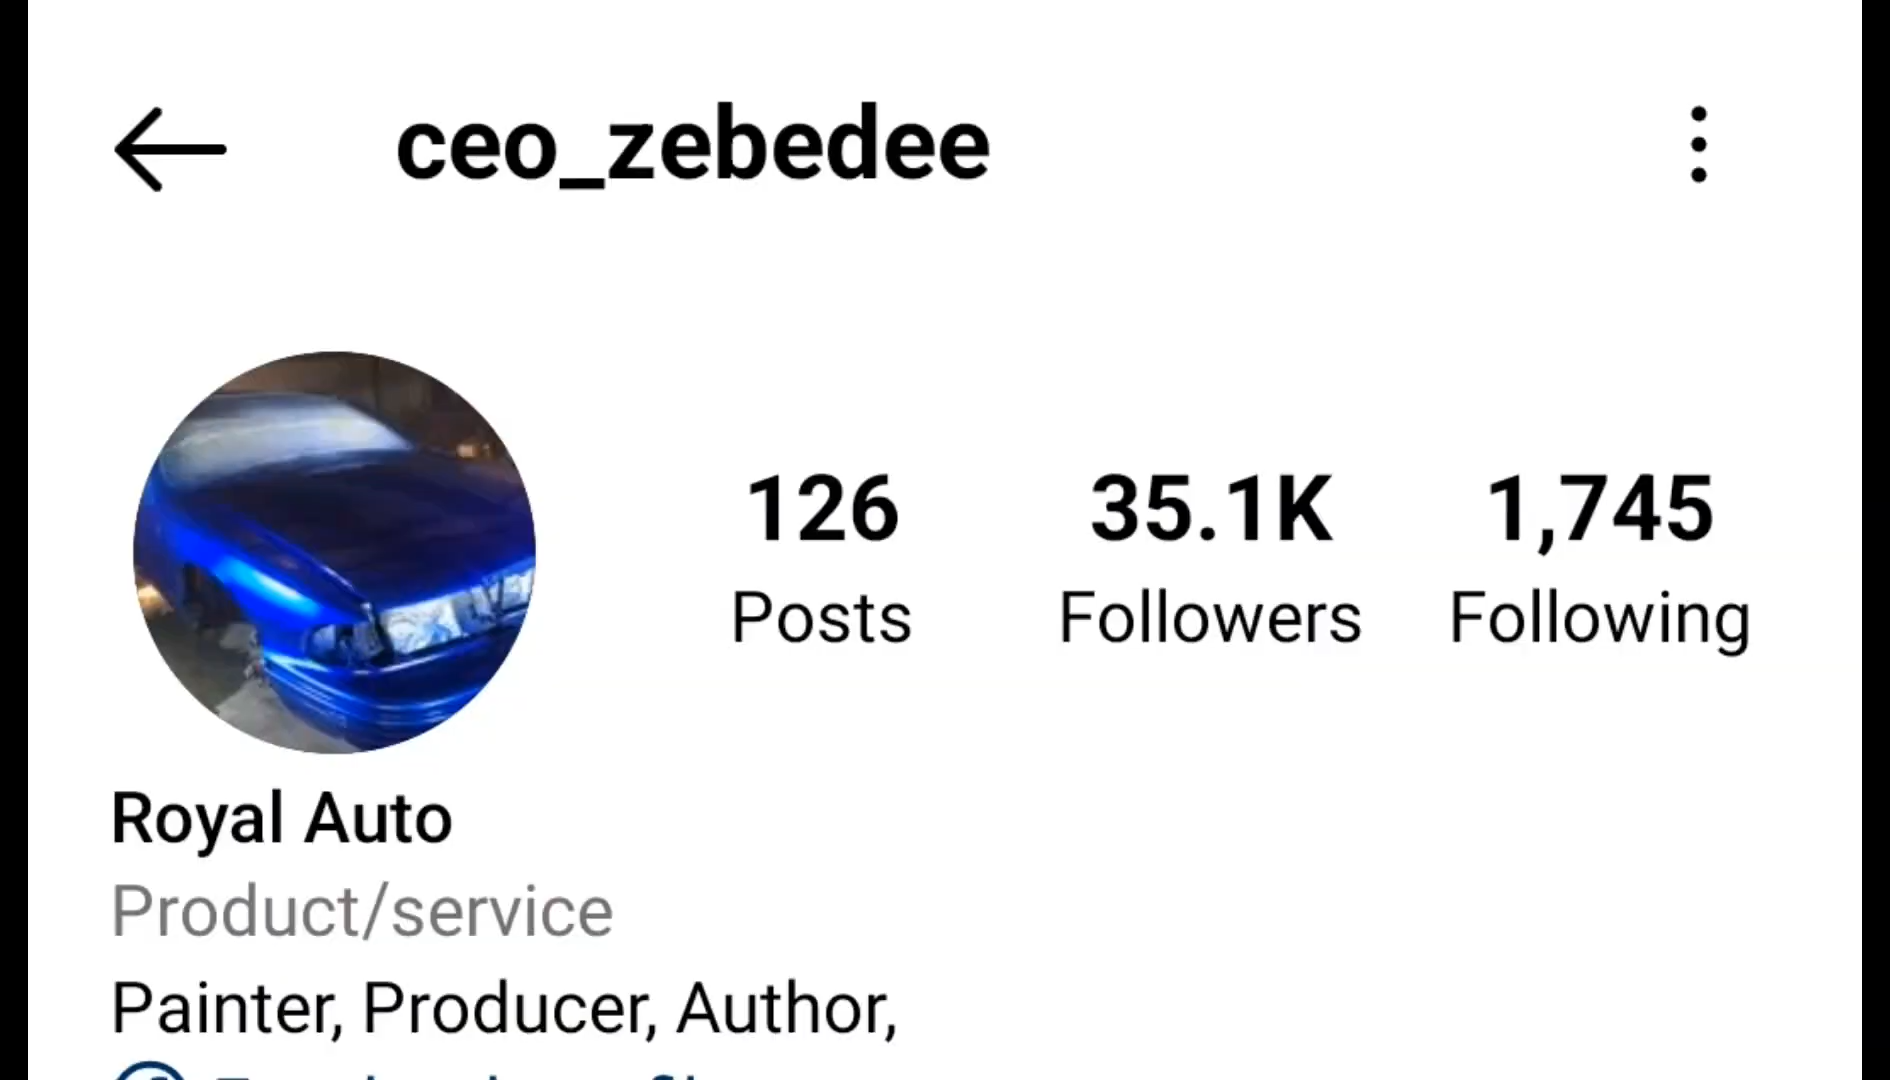 ceo_zebedee
126 35.1K 1,745
Posts Followers Following
Royal Auto
Product/service
Painter, Producer, Author,